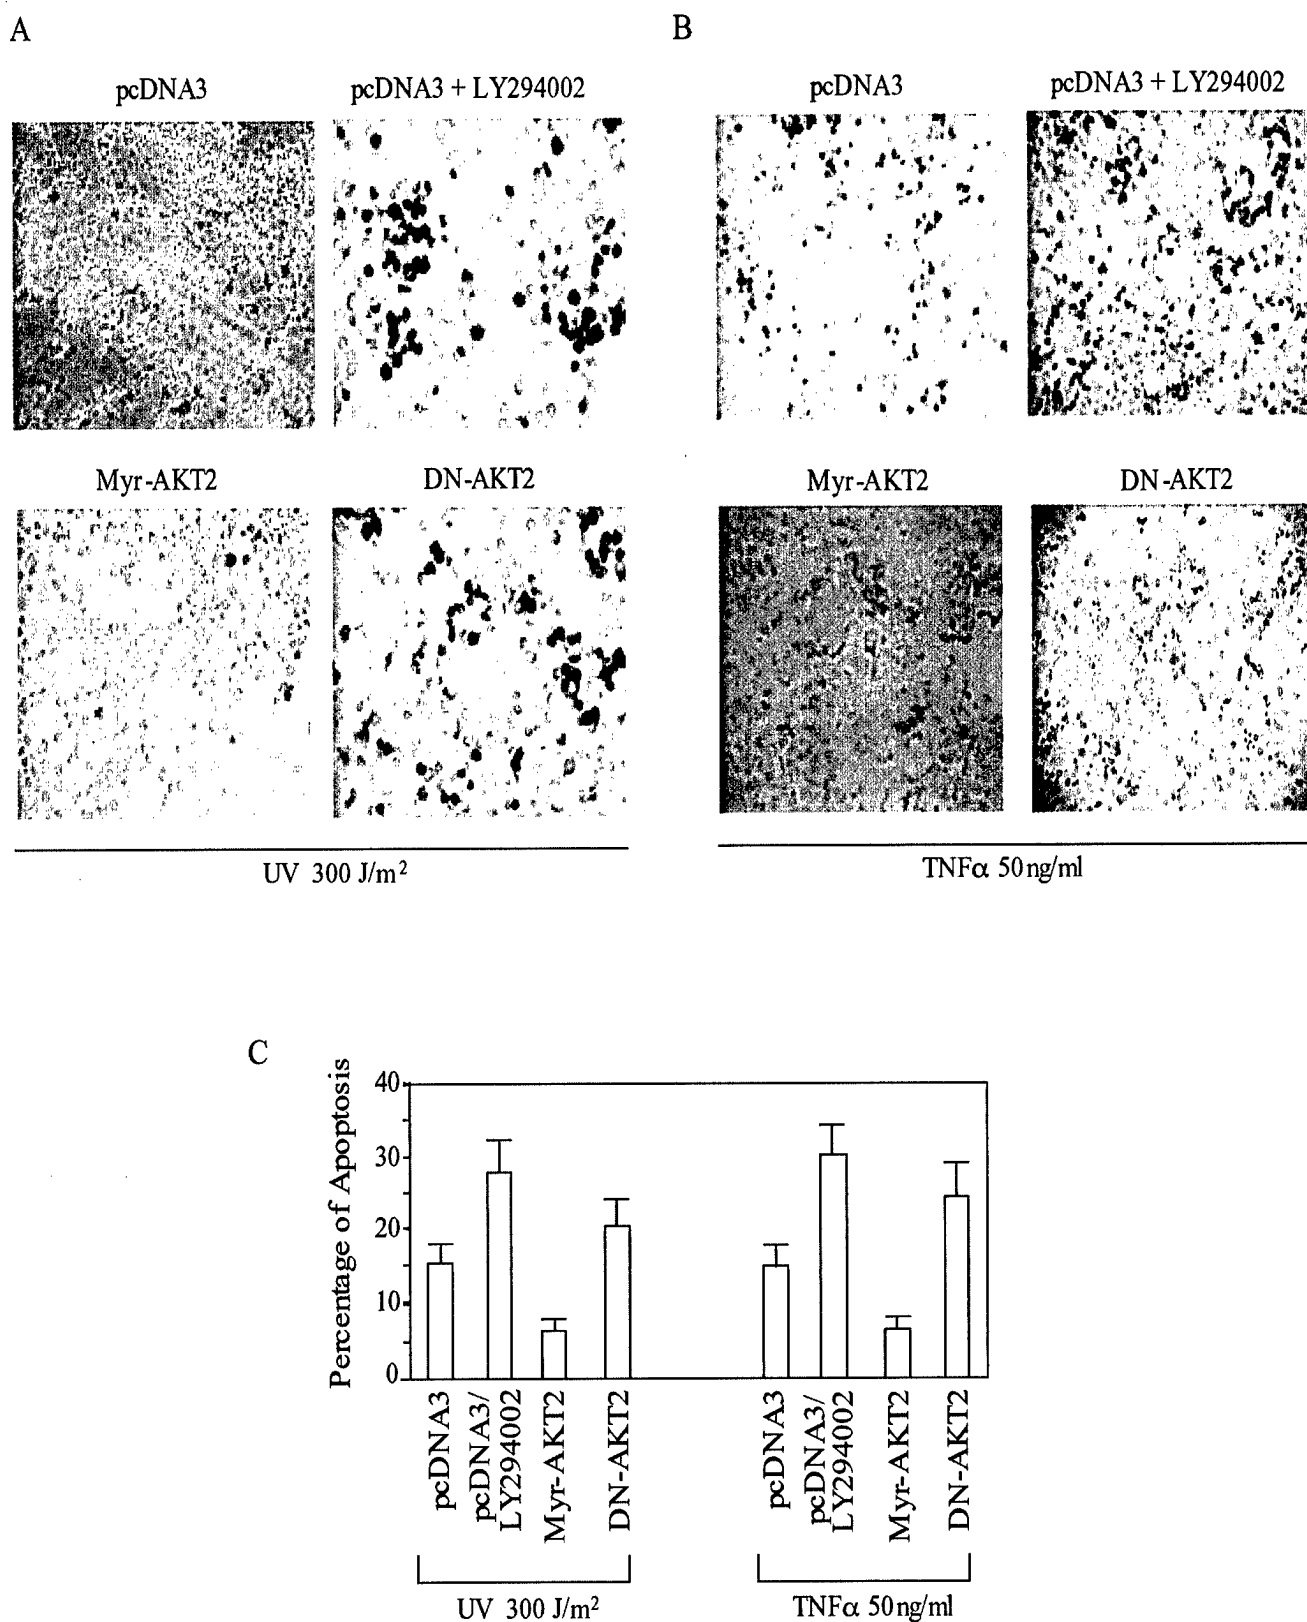 A
B
pcDNA3
pcDNA3 + LY294002
pcDNA3
pcDNA3 + LY294002
Myr-AKT2
DN-AKT2
Myr-AKT2
DN-AKT2
UV 300 J/m²
TNFα 50ng/ml
C
Percentage of Apoptosis
40
30
20
10
0
pcDNA3
pcDNA3/
LY294002
Myr-AKT2
DN-AKT2
pcDNA3
pcDNA3/
LY294002
Myr-AKT2
DN-AKT2
UV 300 J/m²
TNFα 50ng/ml